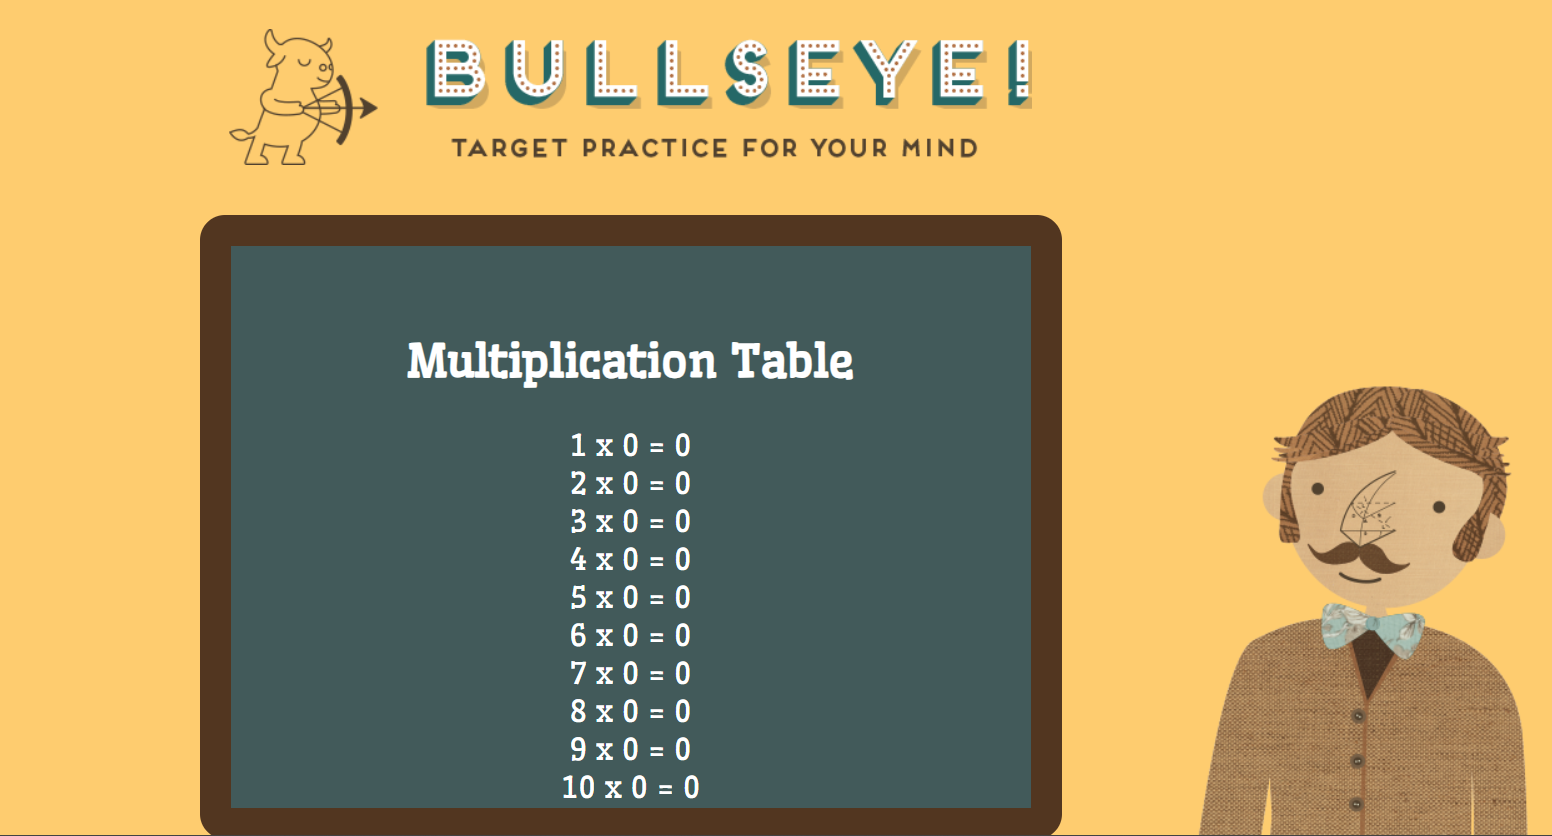 BULLSEYE!
TARGET PRACTICE FOR YOUR MIND
Multiplication Table
1 x 0 = 0
2 x 0 = 0
3 x 0 = 0
4 x 0 = 0
5 x 0 = 0
6 x 0 = 0
7 x 0 = 0
8 x 0 = 0
9 x 0 = 0
10 x 0 = 0